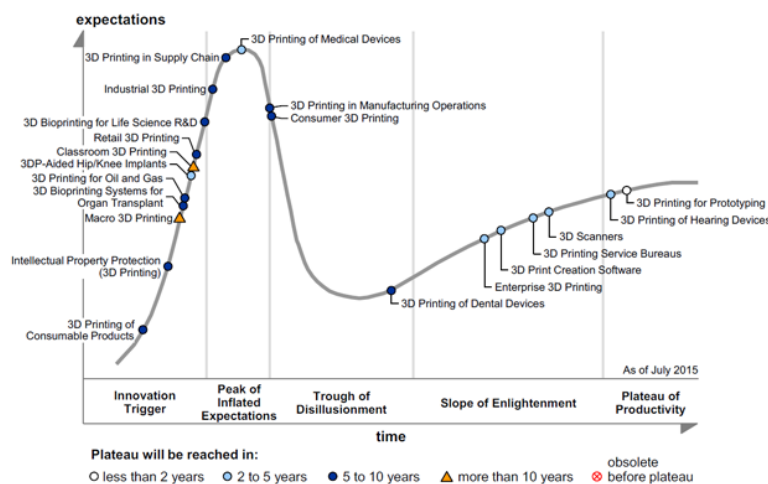 expectations
3D Printing of Medical Devices
3D Printing in Supply Chain
Industrial 3D Printing
3D Printing in Manufacturing Operations
Consumer 3D Printing
3D Bioprinting for Life Science R&D
Retail 3D Printing
Classroom 3D Printing
3DP-Aided Hip/Knee Implants
3D Printing for Oil and Gas
3D Bioprinting Systems for
Organ Transplant
Macro 3D Printing
Intellectual Property Protection
(3D Printing)
3D Printing of
Consumable Products
3D Printing for Prototyping
3D Printing of Hearing Devices
3D Scanners
3D Printing Service Bureaus
3D Print Creation Software
Enterprise 3D Printing
3D Printing of Dental Devices
As of July 2015
Innovation
Trigger
Peak of
Inflated
Expectations
Trough of
Disillusionment
Slope of Enlightenment
Plateau of
Productivity
time
Plateau will be reached in:
less than 2 years
2 to 5 years
5 to 10 years
more than 10 years
obsolete
before plateau